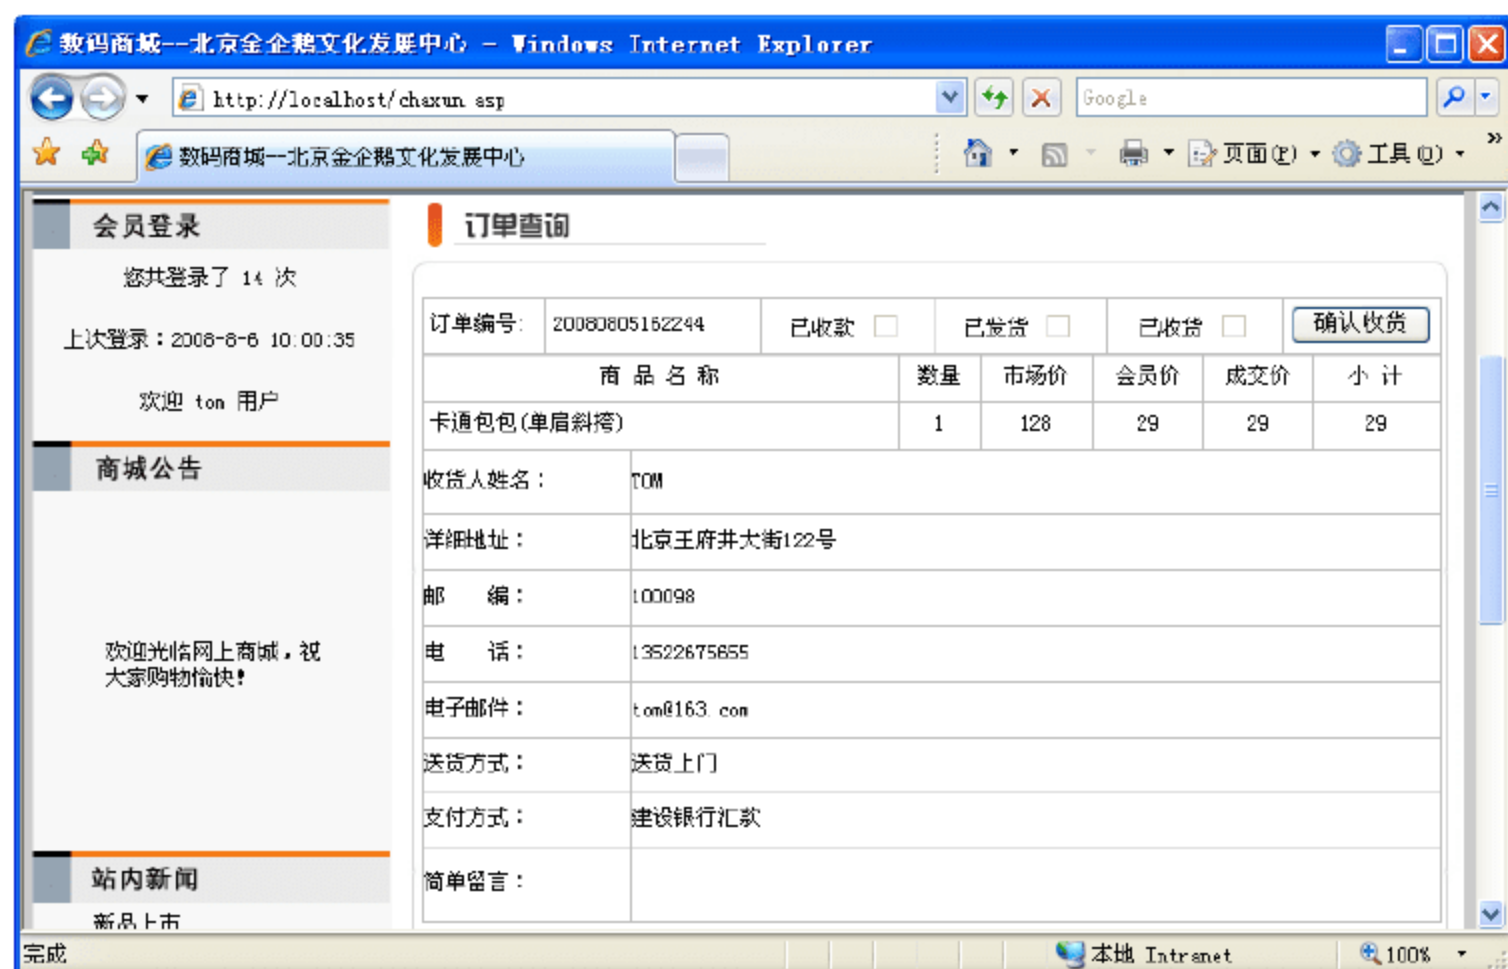 数码商城--北京金企鹅文化发展中心 - Windows Internet Explorer
http://localhost/chaxun.asp
Google
数码商城--北京金企鹅文化发展中心
页面(P)
工具(O)
»
会员登录
您共登录了 14 次
上次登录：2008-8-6 10:00:35
欢迎 tom 用户
商城公告
欢迎光临网上商城，祝
大家购物愉快！
站内新闻
新品上市
订单查询
订单编号: 20080805162244 已收款 已发货 已收货 确认收货
商品名称 数量 市场价 会员价 成交价 小计
卡通包包(单肩斜挎) 1 128 29 29 29
收货人姓名： TOM
详细地址： 北京王府井大街122号
邮 编： 100098
电 话： 13522675655
电子邮件： tom@163.com
送货方式： 送货上门
支付方式： 建设银行汇款
简单留言：
完成
本地 Intranet
100%